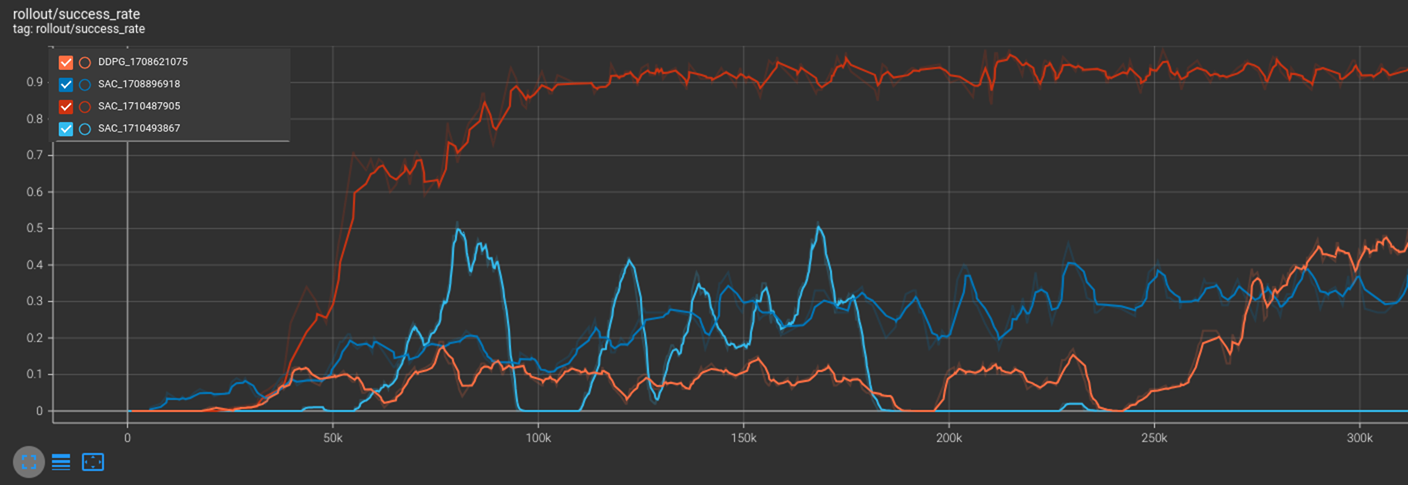 rollout/success_rate
tag: rollout/success_rate
DDPG_1708621075
SAC_1708896918
SAC_1710487905
SAC_1710493867
0.9
0.8
0.7
0.6
0.5
0.4
0.3
0.2
0.1
0
0 50k 100k 150k 200k 250k 300k